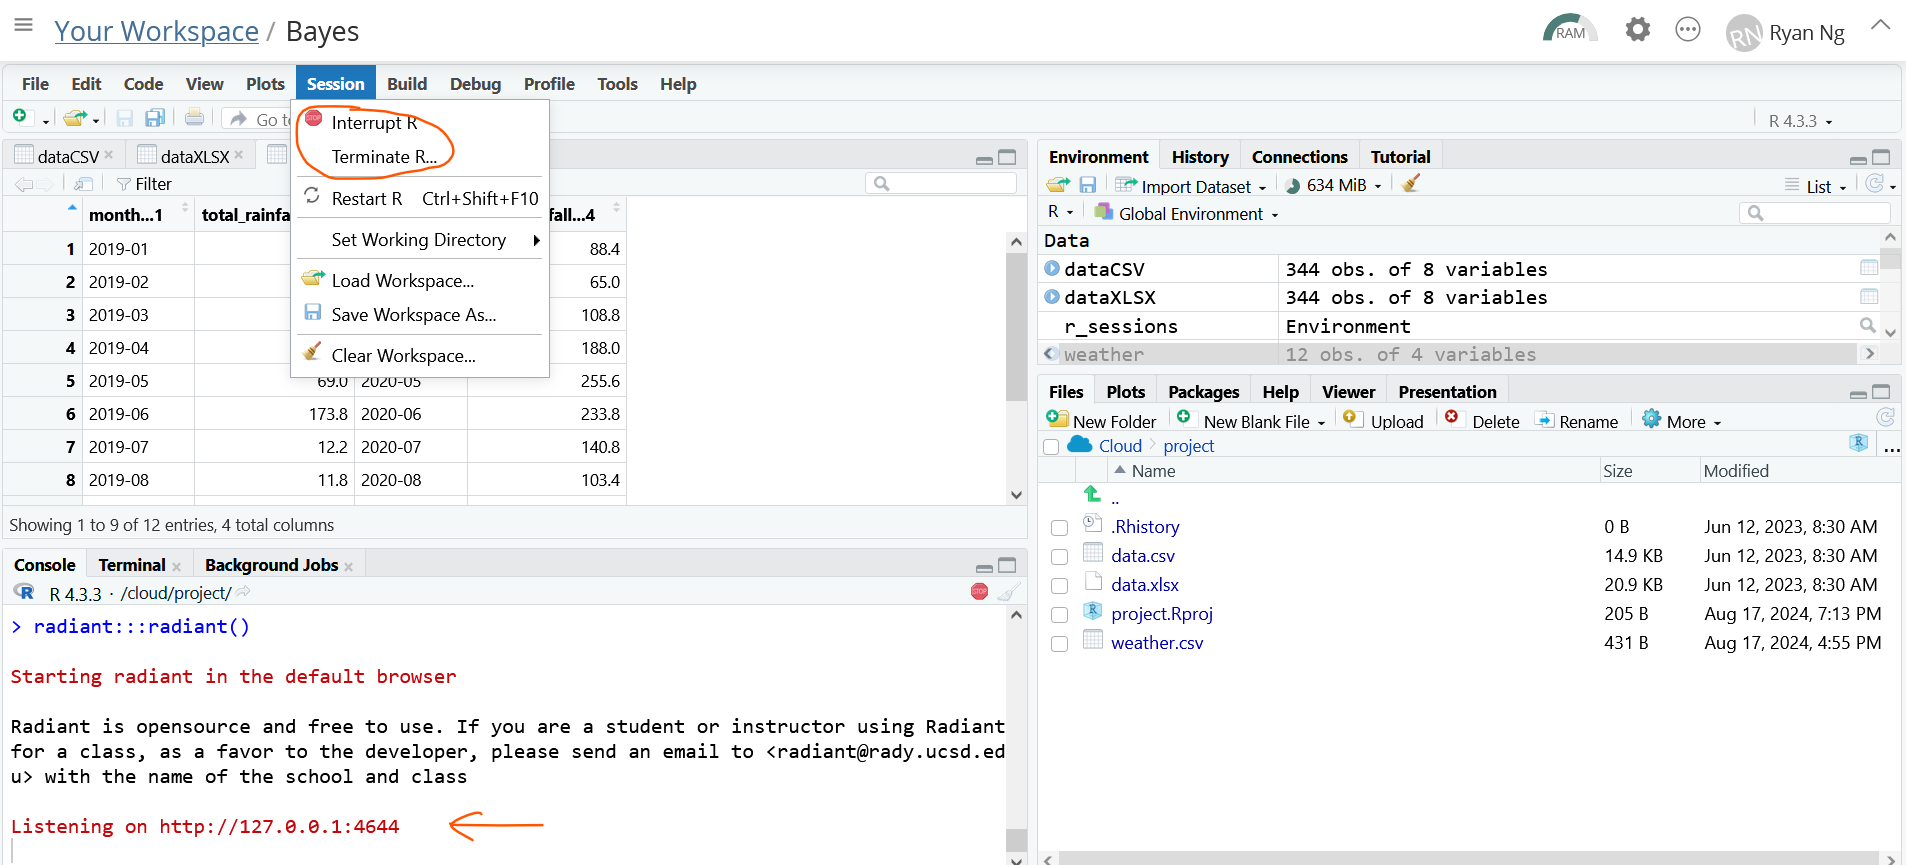 Your Workspace / Bayes
RAM
RN Ryan Ng
File Edit Code View Plots Session Build Debug Profile Tools Help
Go to
R 4.3.3
STOP Interrupt R
Terminate R...
Restart R Ctrl+Shift+F10
Set Working Directory
Load Workspace...
Save Workspace As...
Clear Workspace...
dataCSV dataXLSX
Filter
month...1 total_rainfa fall...4
1 2019-01 88.4
2 2019-02 65.0
3 2019-03 108.8
4 2019-04 188.0
5 2019-05 69.0 2020-05 255.6
6 2019-06 173.8 2020-06 233.8
7 2019-07 12.2 2020-07 140.8
8 2019-08 11.8 2020-08 103.4
Showing 1 to 9 of 12 entries, 4 total columns
Console Terminal Background Jobs
R R 4.3.3 · /cloud/project/ STOP
> radiant:::radiant()
Starting radiant in the default browser
Radiant is opensource and free to use. If you are a student or instructor using Radiant
for a class, as a favor to the developer, please send an email to <radiant@rady.ucsd.ed
u> with the name of the school and class
Listening on http://127.0.0.1:4644
Environment History Connections Tutorial
Import Dataset 634 MiB List
R Global Environment
Data
dataCSV 344 obs. of 8 variables
dataXLSX 344 obs. of 8 variables
r_sessions Environment
weather 12 obs. of 4 variables
Files Plots Packages Help Viewer Presentation
New Folder New Blank File Upload Delete Rename More
Cloud project R ...
Name Size Modified
..
.Rhistory 0 B Jun 12, 2023, 8:30 AM
data.csv 14.9 KB Jun 12, 2023, 8:30 AM
data.xlsx 20.9 KB Jun 12, 2023, 8:30 AM
R project.Rproj 205 B Aug 17, 2024, 7:13 PM
weather.csv 431 B Aug 17, 2024, 4:55 PM